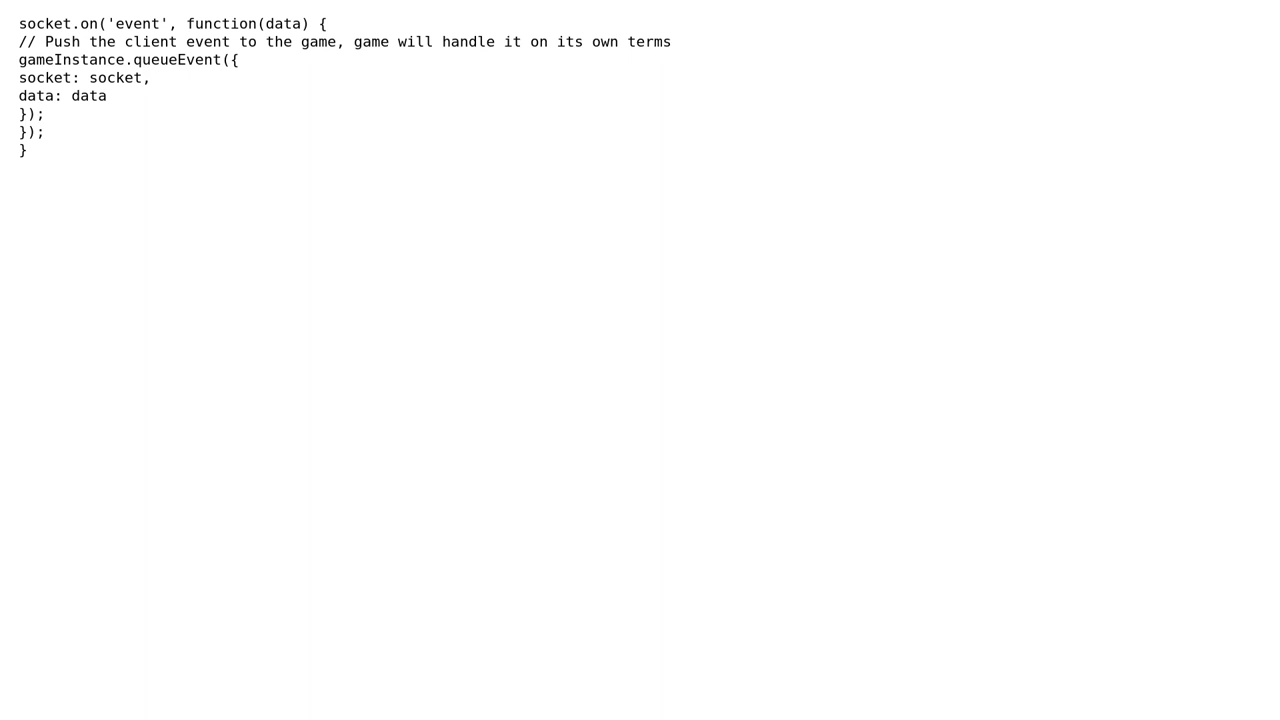 socket.on('event', function(data) {
// Push the client event to the game, game will handle it on its own terms
gameInstance.queueEvent({
socket: socket,
data: data
});
});
}